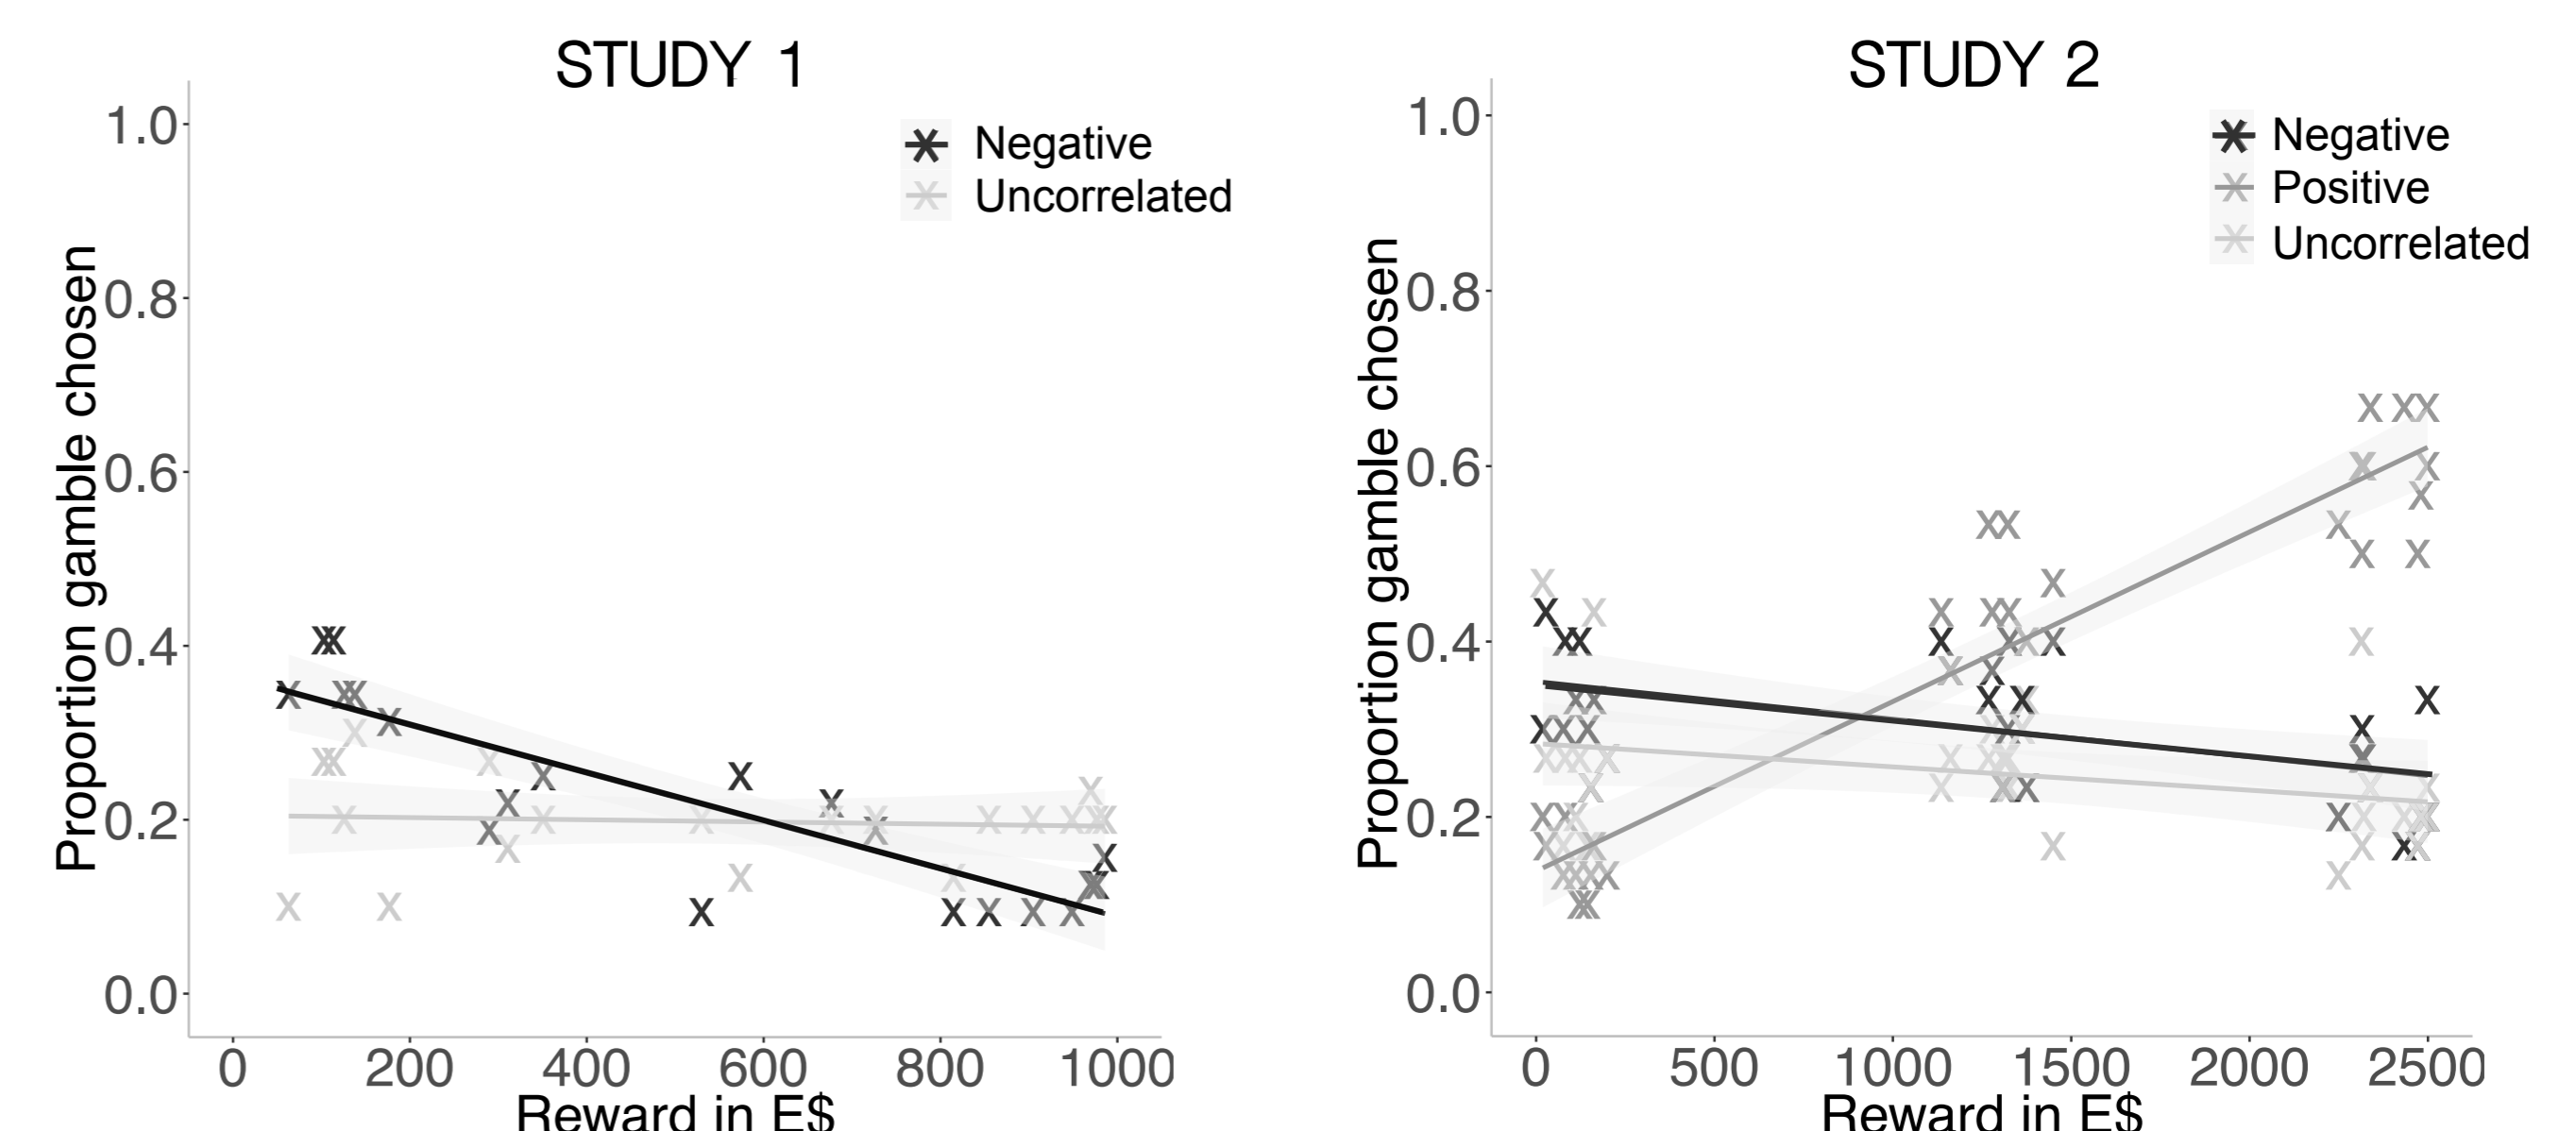 STUDY 1
Negative
Uncorrelated
Proportion gamble chosen
1.0
0.8
0.6
0.4
0.2
0.0
0 200 400 600 800 1000
Reward in E$
STUDY 2
Negative
Positive
Uncorrelated
Proportion gamble chosen
1.0
0.8
0.6
0.4
0.2
0.0
0 500 1000 1500 2000 2500
Reward in E$